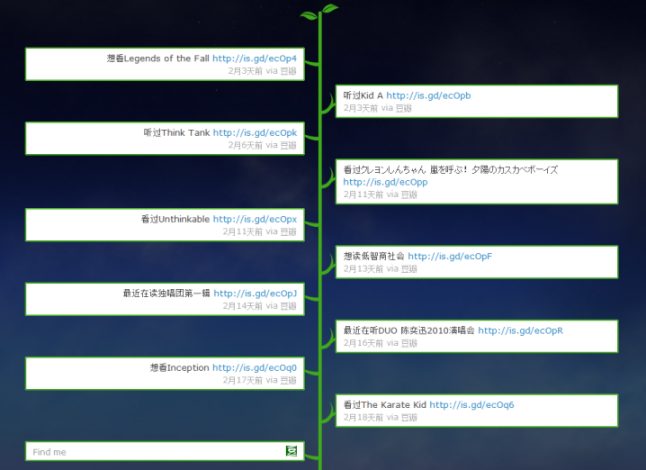 想看Legends of the Fall http://is.gd/ecOp4
2月3天前 via 豆瓣
听过Kid A http://is.gd/ecOpb
2月3天前 via 豆瓣
听过Think Tank http://is.gd/ecOpk
2月6天前 via 豆瓣
看过クレヨンしんちゃん 嵐を呼ぶ! 夕陽のカスカベボーイズ
http://is.gd/ecOpp
2月11天前 via 豆瓣
看过Unthinkable http://is.gd/ecOpx
2月11天前 via 豆瓣
想读低智商社会 http://is.gd/ecOpF
2月13天前 via 豆瓣
最近在读独唱团第一辑 http://is.gd/ecOpJ
2月14天前 via 豆瓣
最近在听DUO 陈奕迅2010演唱会 http://is.gd/ecOpR
2月16天前 via 豆瓣
想看Inception http://is.gd/ecOq0
2月17天前 via 豆瓣
看过The Karate Kid http://is.gd/ecOq6
2月18天前 via 豆瓣
Find me